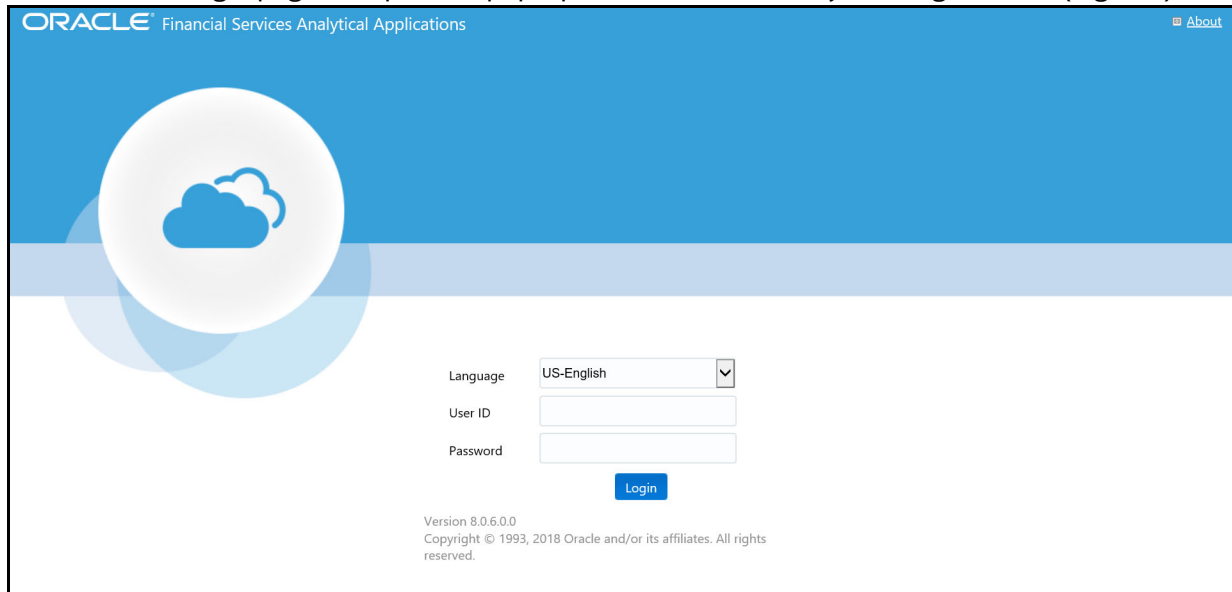 ORACLE® Financial Services Analytical Applications
About
Language US-English
User ID
Password
Login
Version 8.0.6.0.0
Copyright © 1993, 2018 Oracle and/or its affiliates. All rights
reserved.